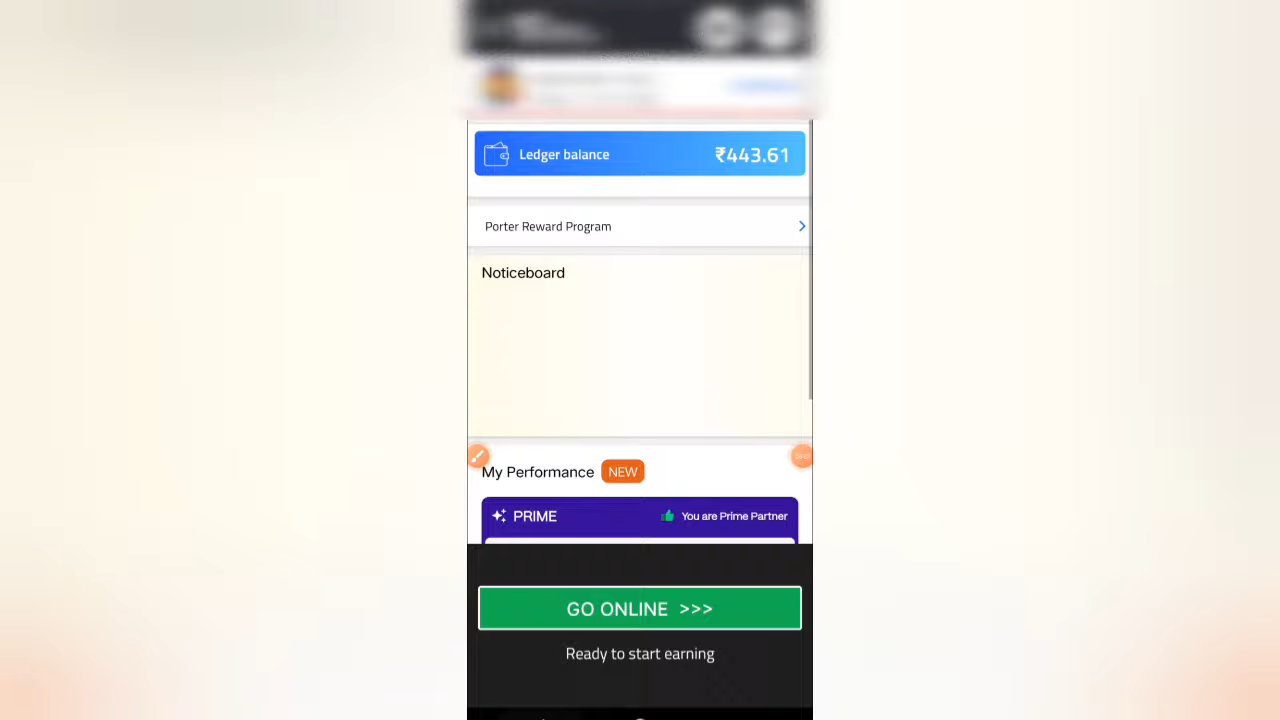 Ledger balance ₹443.61
Porter Reward Program
Noticeboard
My Performance NEW
PRIME You are Prime Partner
GO ONLINE >>>
Ready to start earning